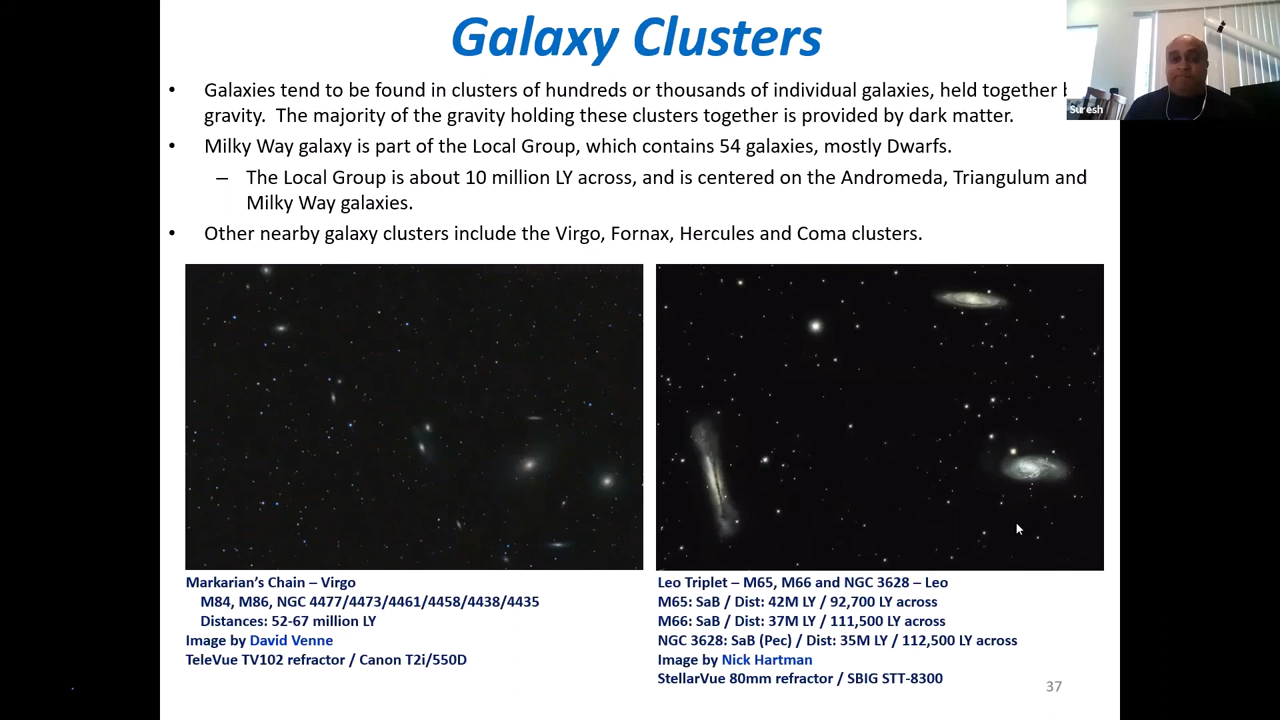 Galaxy Clusters
• Galaxies tend to be found in clusters of hundreds or thousands of individual galaxies, held together
gravity. The majority of the gravity holding these clusters together is provided by dark matter.
• Milky Way galaxy is part of the Local Group, which contains 54 galaxies, mostly Dwarfs.
– The Local Group is about 10 million LY across, and is centered on the Andromeda, Triangulum and
Milky Way galaxies.
• Other nearby galaxy clusters include the Virgo, Fornax, Hercules and Coma clusters.
Suresh
Markarian’s Chain – Virgo
M84, M86, NGC 4477/4473/4461/4458/4438/4435
Distances: 52-67 million LY
Image by David Venne
TeleVue TV102 refractor / Canon T2i/550D
Leo Triplet – M65, M66 and NGC 3628 – Leo
M65: SaB / Dist: 42M LY / 92,700 LY across
M66: SaB / Dist: 37M LY / 111,500 LY across
NGC 3628: SaB (Pec) / Dist: 35M LY / 112,500 LY across
Image by Nick Hartman
StellarVue 80mm refractor / SBIG STT-8300
37